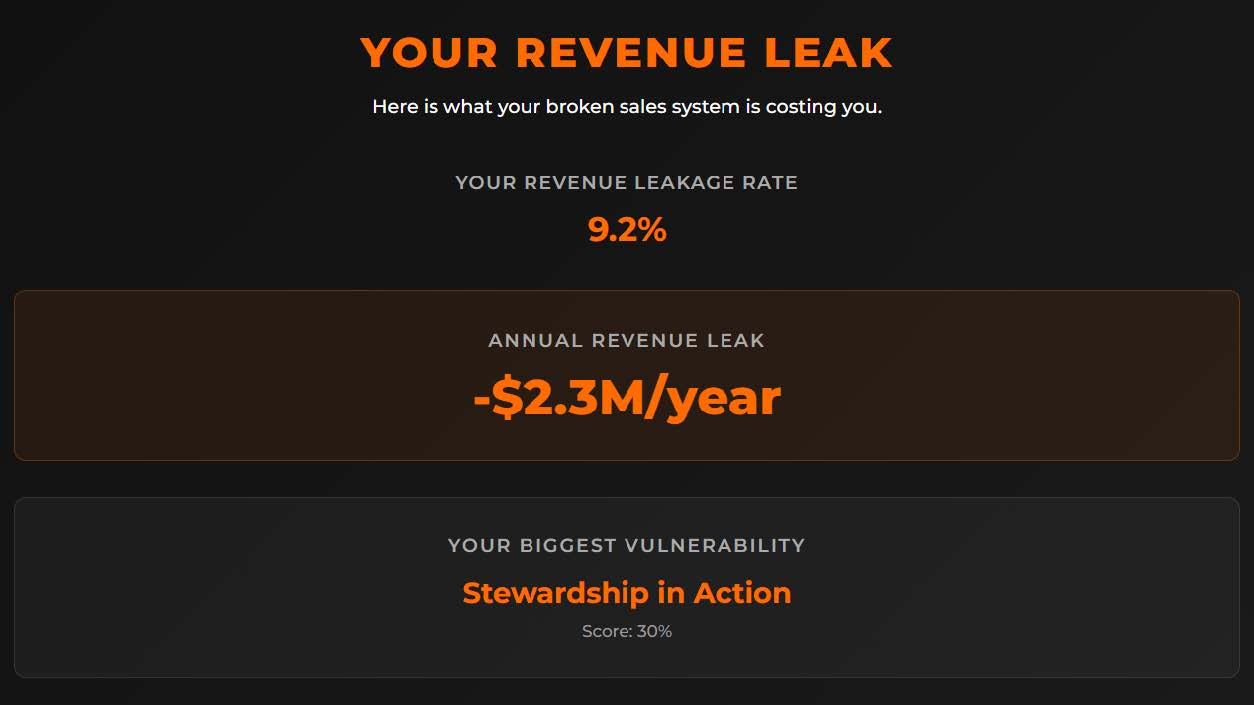 YOUR REVENUE LEAK
Here is what your broken sales system is costing you.
YOUR REVENUE LEAKAGE RATE
9.2%
ANNUAL REVENUE LEAK
-$2.3M/year
YOUR BIGGEST VULNERABILITY
Stewardship in Action
Score: 30%